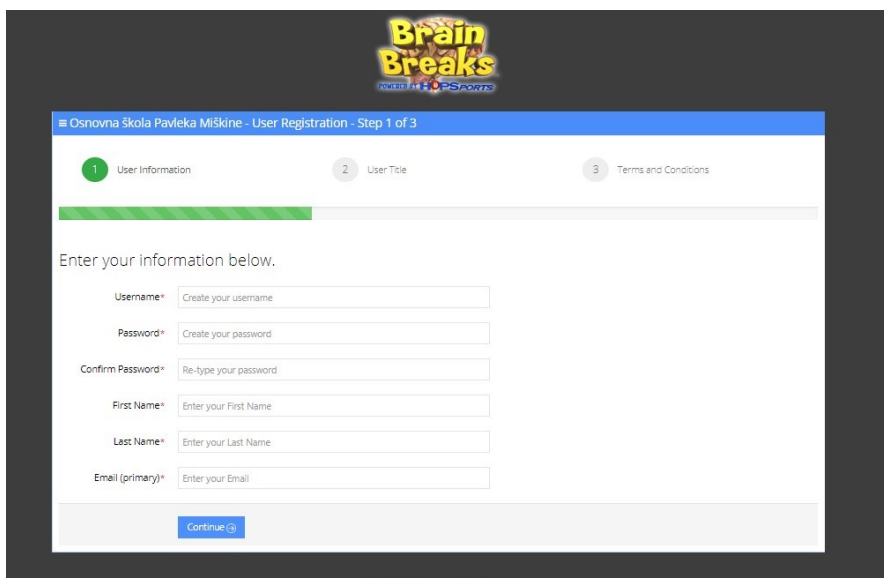 Brain
Breaks
POWERED BY HOPSPORTS
Osnovna škola Pavleka Miškine - User Registration - Step 1 of 3
1 User Information 2 User Title 3 Terms and Conditions
Enter your information below.
Username* Create your username
Password* Create your password
Confirm Password* Re-type your password
First Name* Enter your First Name
Last Name* Enter your Last Name
Email (primary)* Enter your Email
Continue